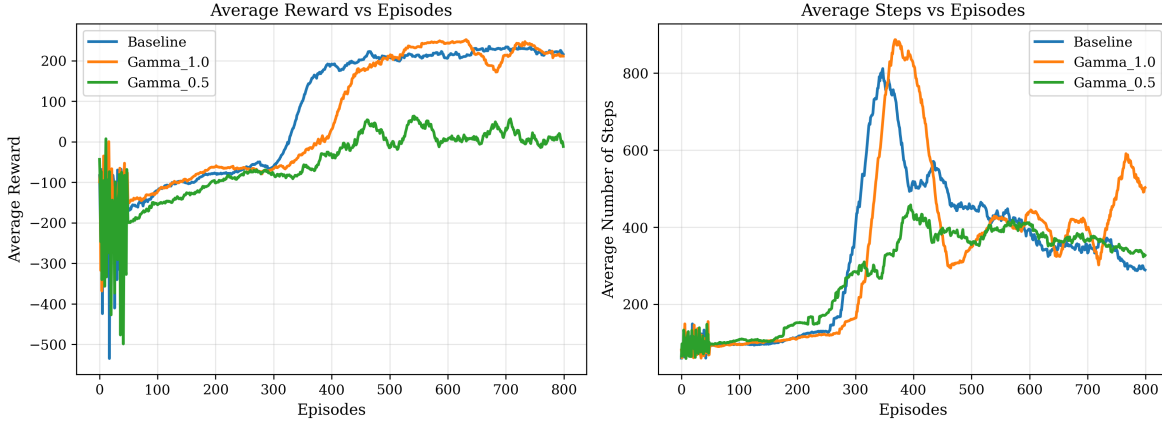 Average Reward vs Episodes
Baseline
Gamma_1.0
Gamma_0.5
200
100
0
−100
−200
−300
−400
−500
Average Reward
0 100 200 300 400 500 600 700 800
Episodes
Average Steps vs Episodes
Baseline
Gamma_1.0
Gamma_0.5
800
600
400
200
Average Number of Steps
0 100 200 300 400 500 600 700 800
Episodes